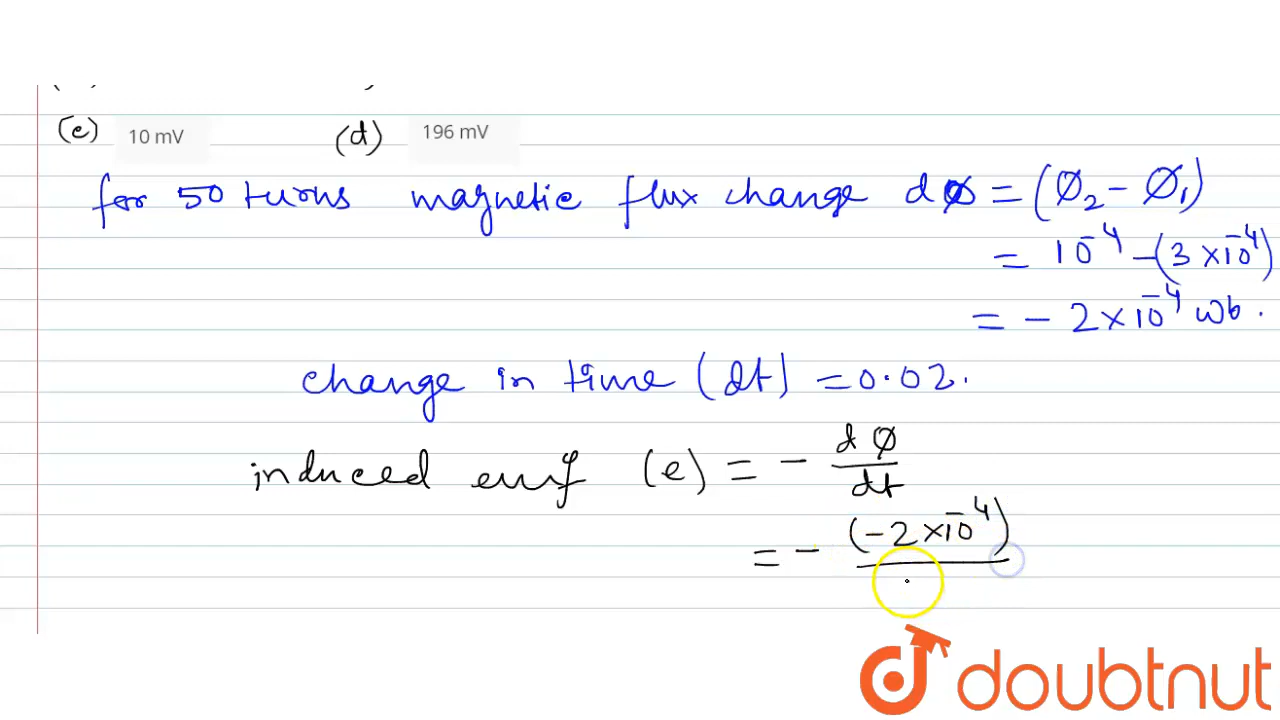 (c) 10 mV (d) 196 mV
for 50 turns magnetic flux change dφ = (φ₂ - φ₁)
= 10⁻⁴ - (3 × 10⁻⁴)
= - 2 × 10⁻⁴ wb.
change in time (dt) = 0.02.
induced emf (e) = - dφ/dt
= - (-2 × 10⁻⁴)
doubtnut